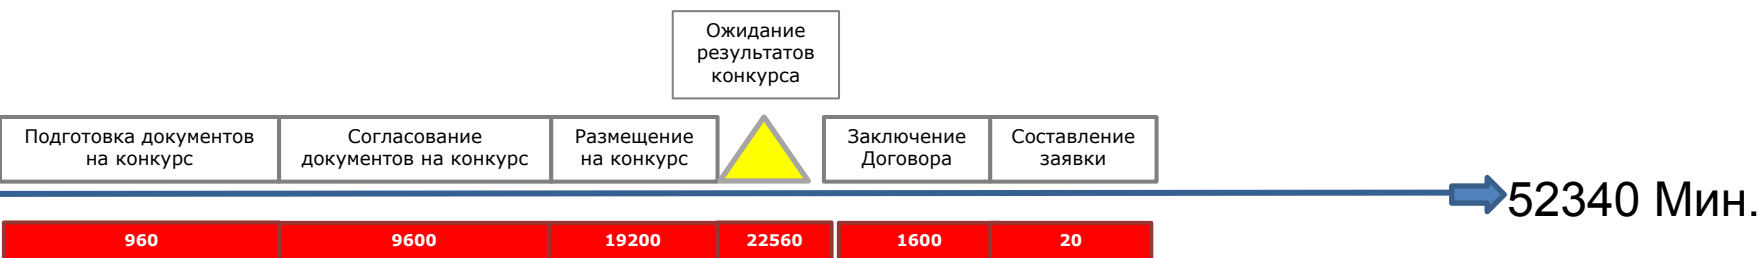 Ожидание
результатов
конкурса
Подготовка документов
на конкурс
Согласование
документов на конкурс
Размещение
на конкурс
Заключение
Договора
Составление
заявки
52340 Мин.
960
9600
19200
22560
1600
20